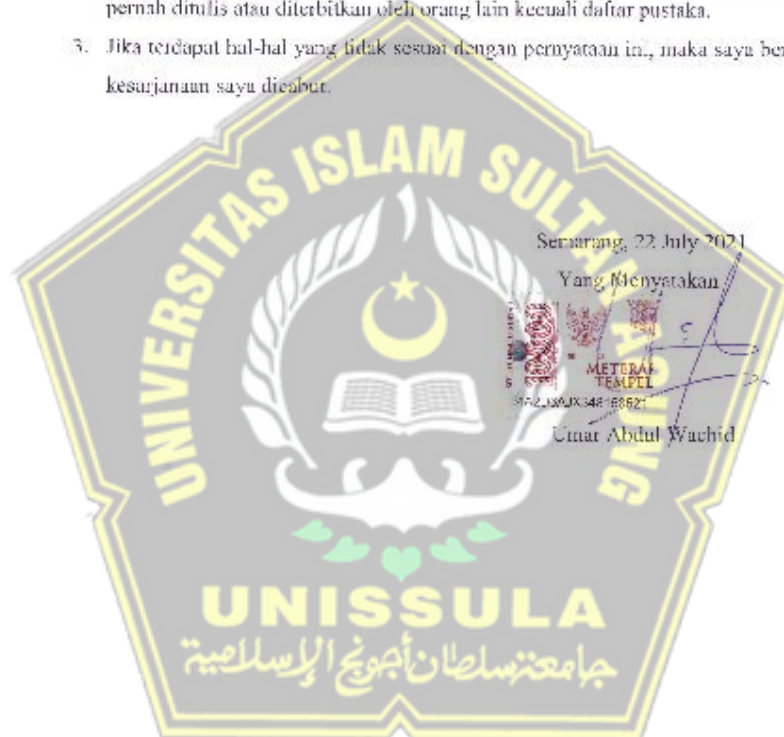 pernah ditulis atau diterbitkan oleh orang lain kecuali daftar pustaka.
3. Jika terdapat hal-hal yang tidak sesuai dengan pernyataan ini, maka saya ber
kesarjanaan saya dicabut.
UNIVERSITAS ISLAM SULTAN AGUNG
Semarang, 22 July 2021
Yang Menyatakan
METERAI
TEMPEL
Umar Abdul Wachid
UNISSULA
جامعة سلطان أجونج الإسلامية